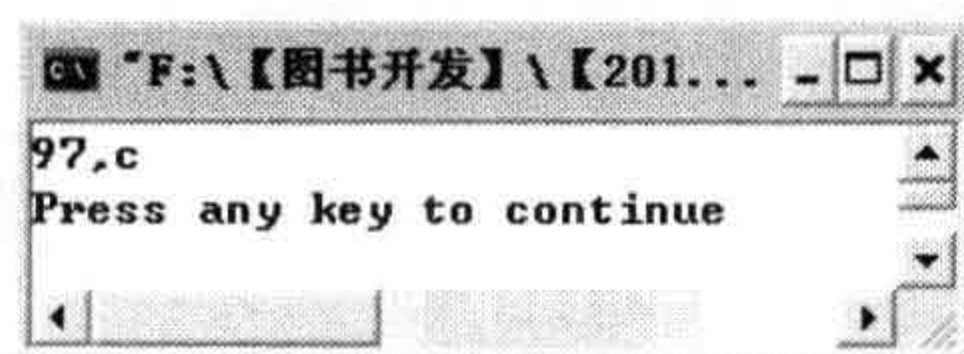 "F:\【图书开发】\【201...
97,c
Press any key to continue